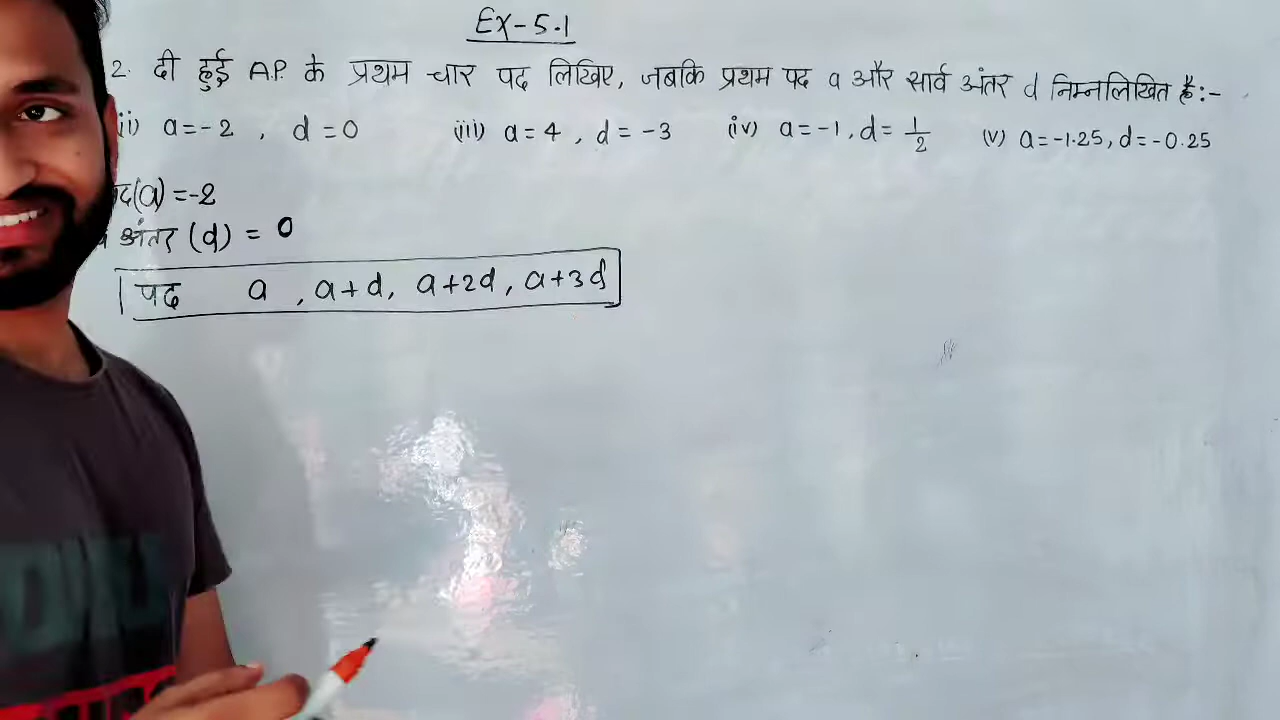 Ex-5.1
2. दी हुई A.P. के प्रथम चार पद लिखिए, जबकि प्रथम पद a और सार्व अंतर d निम्नलिखित है:-
ii) a=-2 , d=0 (iii) a=4 , d=-3 (iv) a=-1, d=1/2 (v) a=-1.25, d=-0.25
पद(a) =-2
अंतर (d) = 0
पद a , a+d, a+2d, a+3d